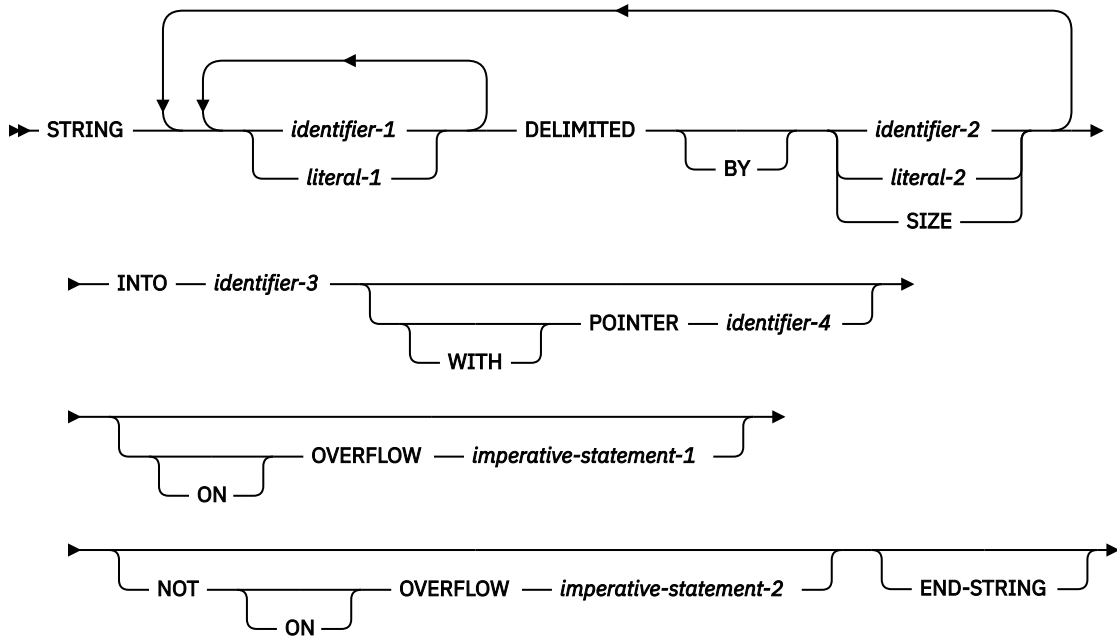 STRING identifier-1 DELIMITED identifier-2
literal-1 BY literal-2
SIZE
INTO identifier-3
POINTER identifier-4
WITH
OVERFLOW imperative-statement-1
ON
NOT OVERFLOW imperative-statement-2 END-STRING
ON